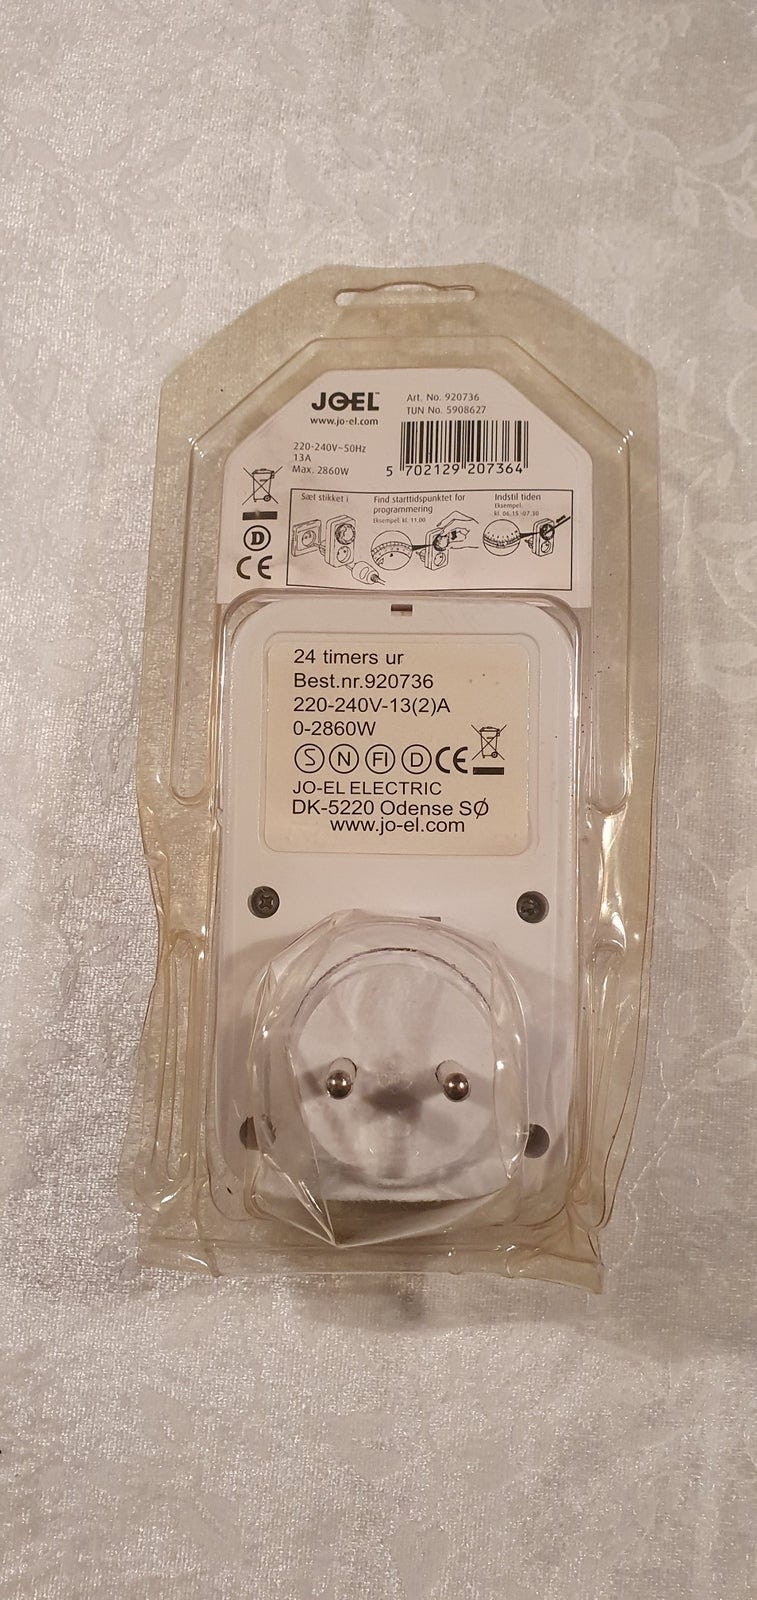 JO-EL™
www.jo-el.com
Art. No. 920736
TUN No. 5908627
220-240V~50Hz
13A
Max. 2860W
5 702129 207364
D
CE
Sæt stikket i
Find starttidspunktet for
programmering
Eksempel: kl. 11.00
Indstil tiden
Eksempel:
kl. 06.15-07.30
24 timers ur
Best.nr.920736
220-240V-13(2)A
0-2860W
S N FI D CE
JO-EL ELECTRIC
DK-5220 Odense SØ
www.jo-el.com